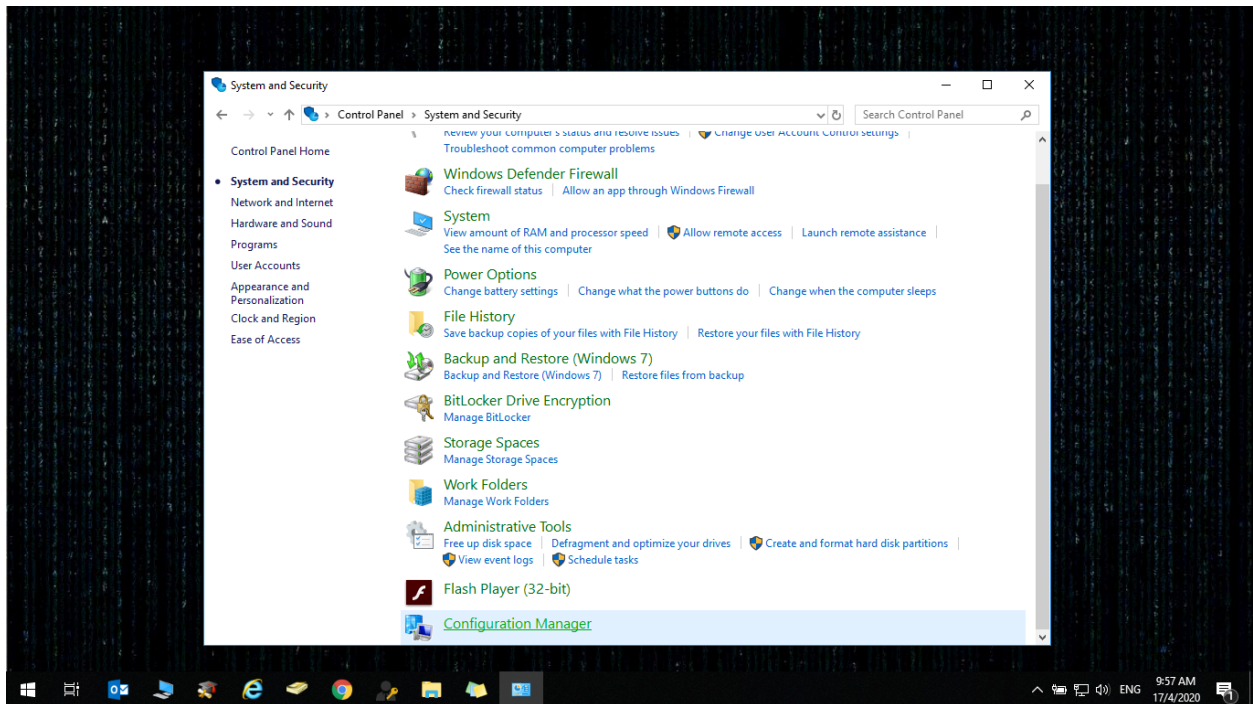 System and Security
Control Panel > System and Security
Search Control Panel
Control Panel Home
System and Security
Network and Internet
Hardware and Sound
Programs
User Accounts
Appearance and
Personalization
Clock and Region
Ease of Access
Review your computer's status and resolve issues | Change User Account Control settings |
Troubleshoot common computer problems
Windows Defender Firewall
Check firewall status | Allow an app through Windows Firewall
System
View amount of RAM and processor speed | Allow remote access | Launch remote assistance |
See the name of this computer
Power Options
Change battery settings | Change what the power buttons do | Change when the computer sleeps
File History
Save backup copies of your files with File History | Restore your files with File History
Backup and Restore (Windows 7)
Backup and Restore (Windows 7) | Restore files from backup
BitLocker Drive Encryption
Manage BitLocker
Storage Spaces
Manage Storage Spaces
Work Folders
Manage Work Folders
Administrative Tools
Free up disk space | Defragment and optimize your drives | Create and format hard disk partitions |
View event logs | Schedule tasks
Flash Player (32-bit)
Configuration Manager
ENG
9:57 AM
17/4/2020
1